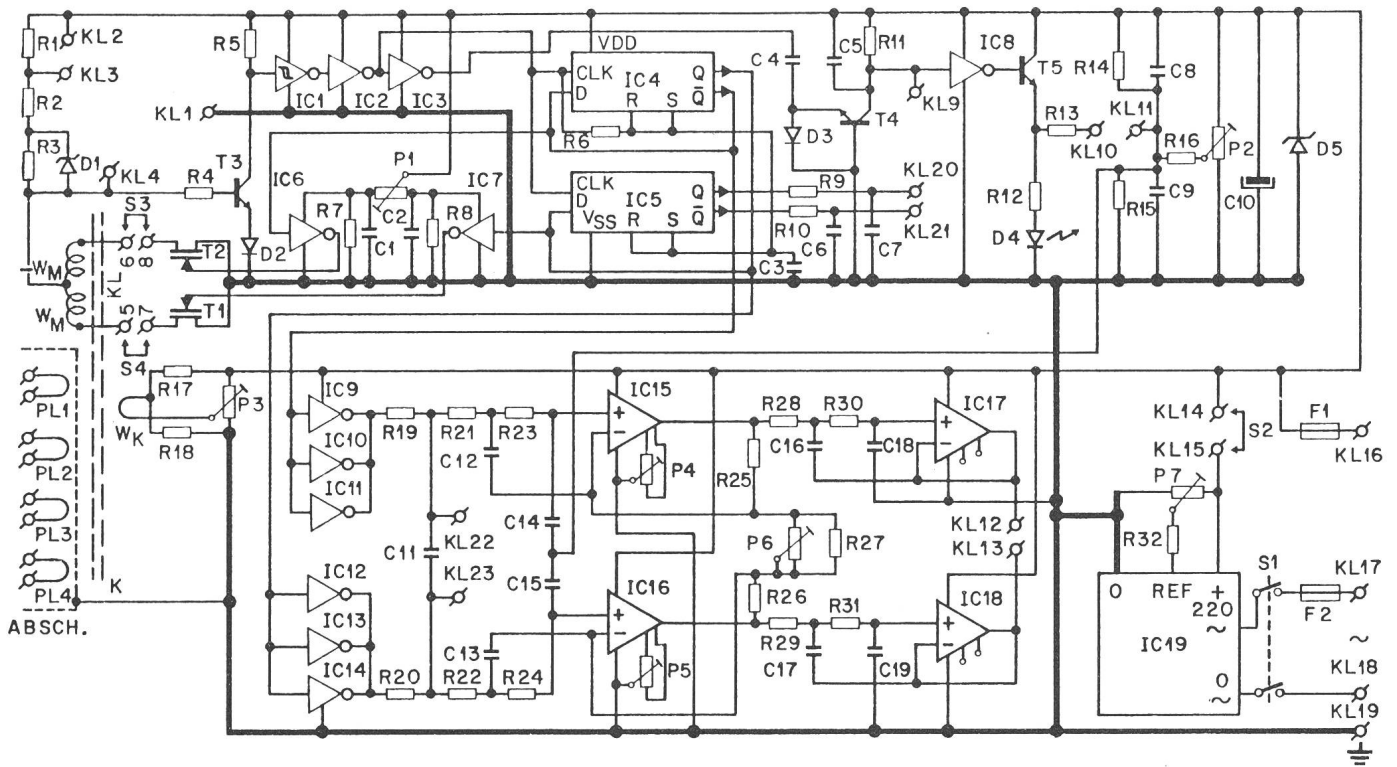 R1
KL2
KL3
R2
R3
D1
KL4
R4
R5
T3
KL1
IC1
IC2
IC3
D2
S3
6
8
T2
KL
WM
WM
5
7
T1
S4
IC6
R7
C1
P1
C2
R8
IC7
VDD
CLK
D
IC4
Q
Q̅
R
S
R6
CLK
D
IC5
VSS
R
S
Q
Q̅
C3
C4
D3
C5
R11
T4
KL9
IC8
T5
R9
R10
C6
C7
KL20
KL21
R12
D4
R13
KL10
R14
KL11
C8
R16
R15
C9
P2
C10
D5
PL1
PL2
PL3
PL4
ABSCH.
K
R17
WK
R18
P3
IC9
IC10
IC11
IC12
IC13
IC14
R19
R20
C11
KL22
KL23
R21
C12
R23
C14
C15
C13
R22
R24
IC15
P4
IC16
P5
R25
R26
P6
R27
R28
C16
R30
C18
IC17
R29
C17
R31
C19
IC18
KL12
KL13
KL14
KL15
S2
F1
KL16
P7
R32
0
REF
+
220
~
IC19
0
~
S1
F2
KL17
~
KL18
KL19